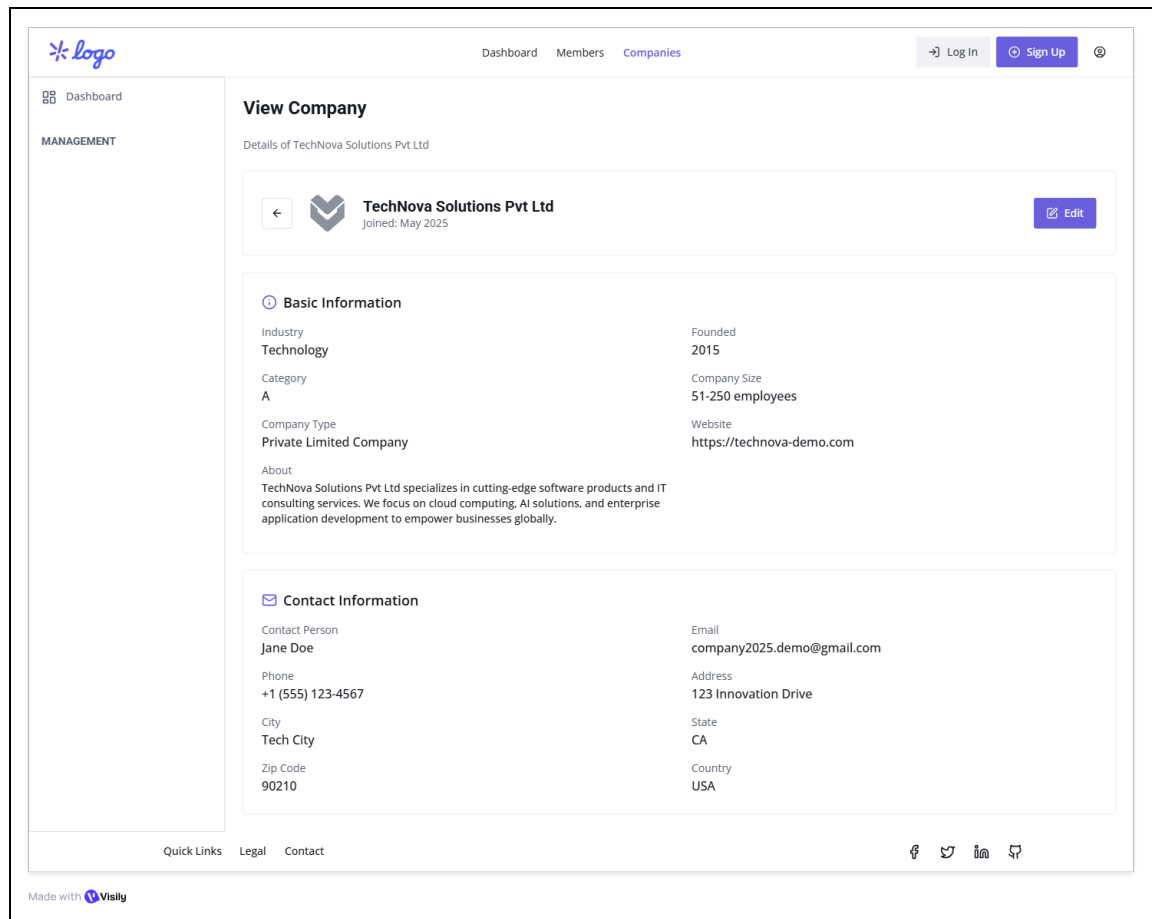 logo
Dashboard
Members
Companies
Log In
Sign Up
Dashboard
MANAGEMENT
View Company
Details of TechNova Solutions Pvt Ltd
TechNova Solutions Pvt Ltd
Joined: May 2025
Edit
Basic Information
Industry
Technology
Founded
2015
Category
A
Company Size
51-250 employees
Company Type
Private Limited Company
Website
https://technova-demo.com
About
TechNova Solutions Pvt Ltd specializes in cutting-edge software products and IT
consulting services. We focus on cloud computing, AI solutions, and enterprise
application development to empower businesses globally.
Contact Information
Contact Person
Jane Doe
Email
company2025.demo@gmail.com
Phone
+1 (555) 123-4567
Address
123 Innovation Drive
City
Tech City
State
CA
Zip Code
90210
Country
USA
Quick Links
Legal
Contact
Made with Visily